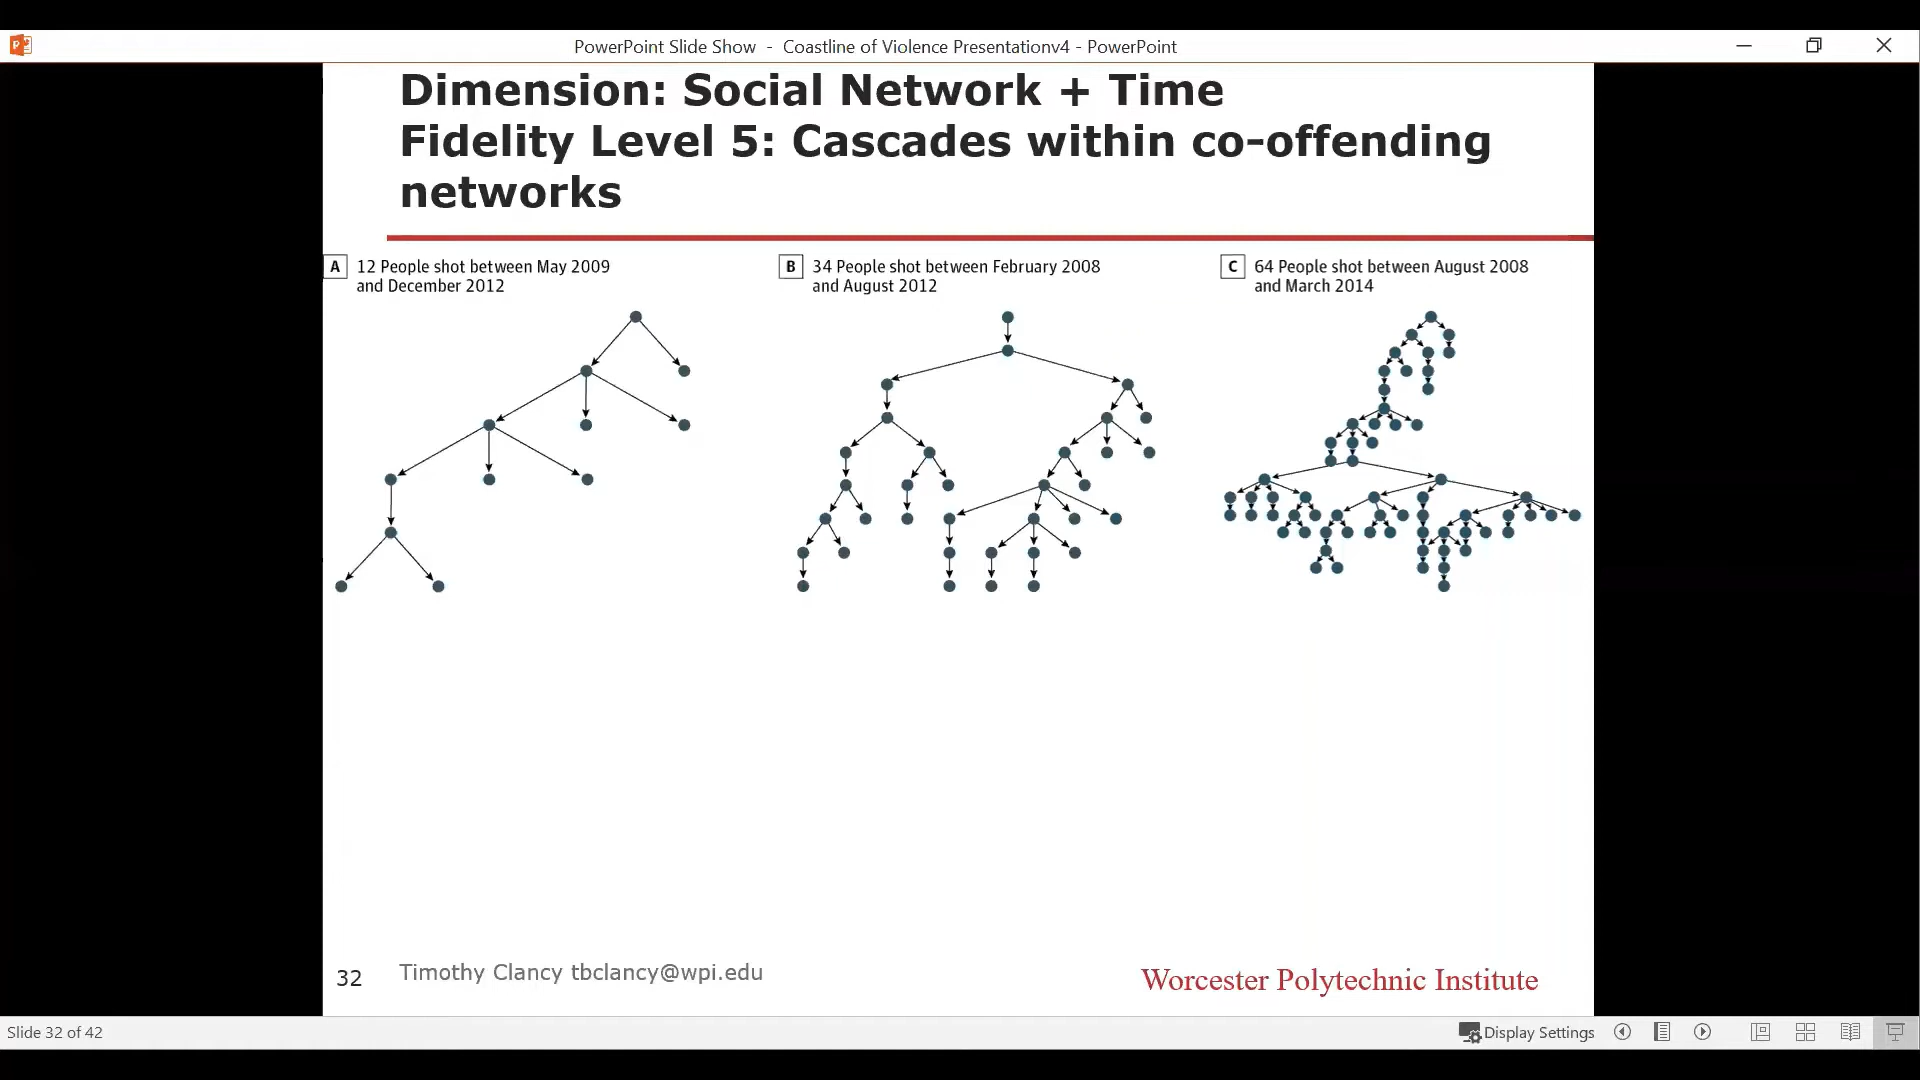 PowerPoint Slide Show - Coastline of Violence Presentationv4 - PowerPoint
Dimension: Social Network + Time
Fidelity Level 5: Cascades within co-offending
networks
A 12 People shot between May 2009
and December 2012
B 34 People shot between February 2008
and August 2012
C 64 People shot between August 2008
and March 2014
32 Timothy Clancy tbclancy@wpi.edu
Worcester Polytechnic Institute
Slide 32 of 42
Display Settings